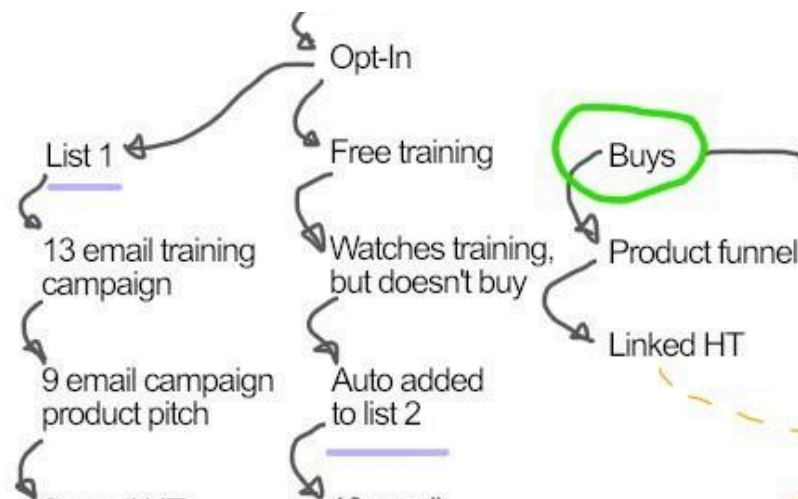 Opt-In
List 1
Free training
Buys
13 email training
campaign
Watches training,
but doesn't buy
Product funnel
Linked HT
9 email campaign
product pitch
Auto added
to list 2